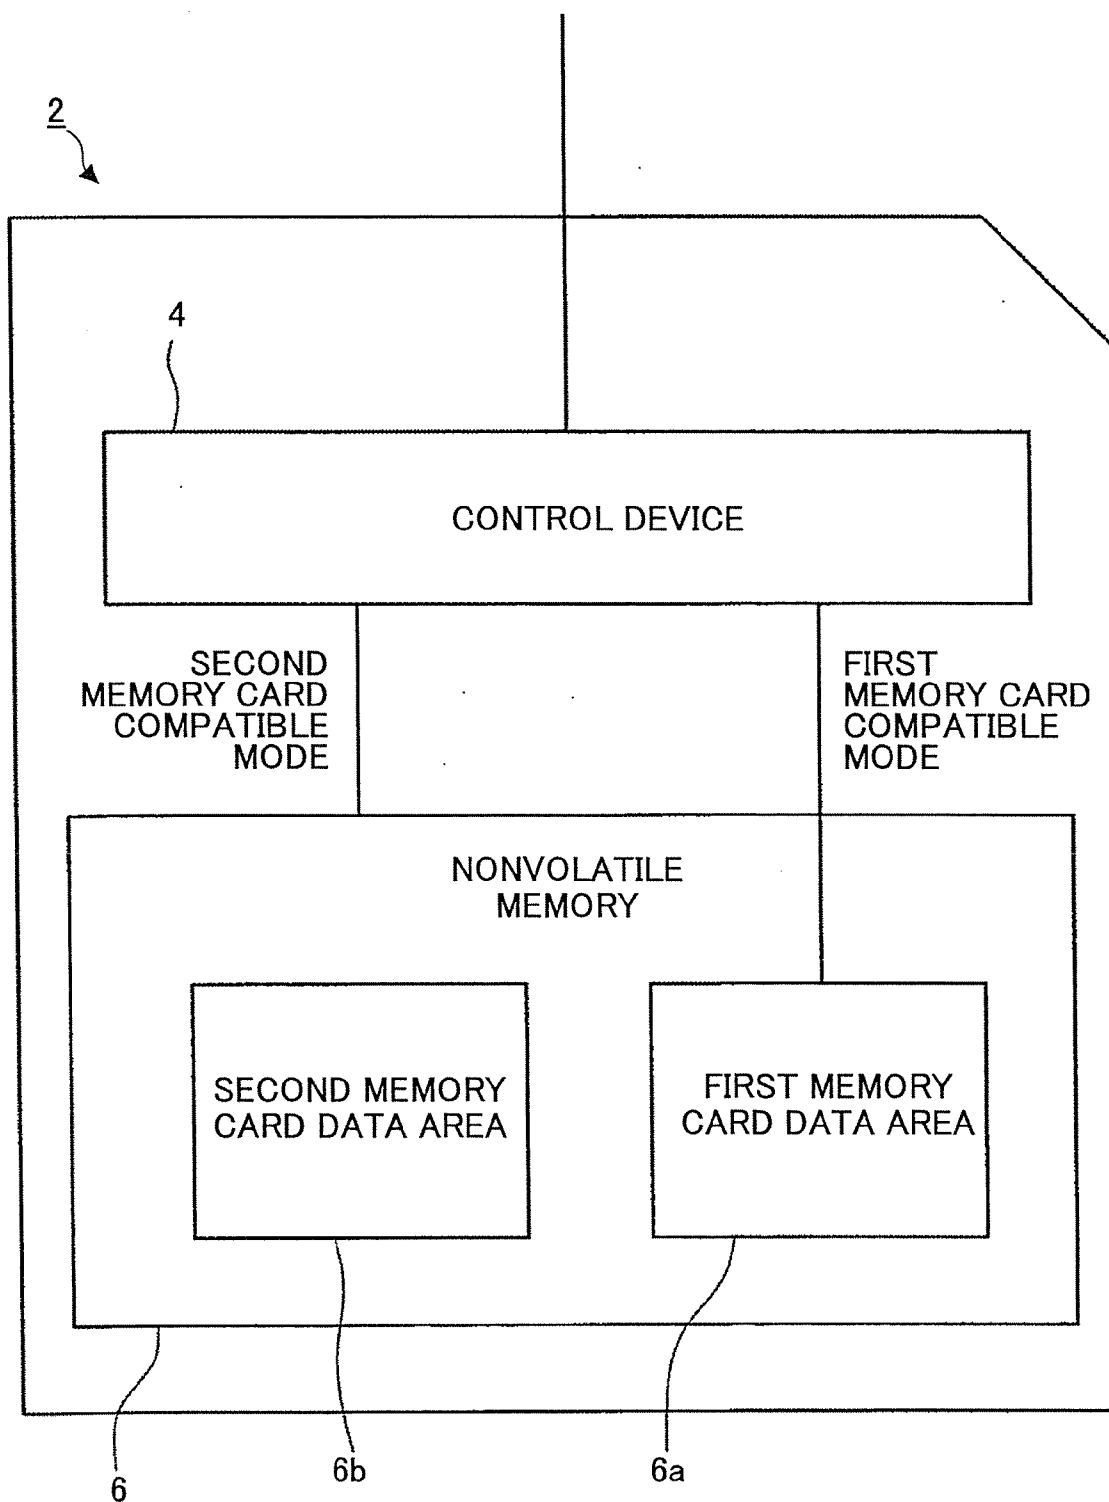 2
4
CONTROL DEVICE
SECOND
MEMORY CARD
COMPATIBLE
MODE
FIRST
MEMORY CARD
COMPATIBLE
MODE
NONVOLATILE
MEMORY
SECOND MEMORY
CARD DATA AREA
FIRST MEMORY
CARD DATA AREA
6
6b
6a